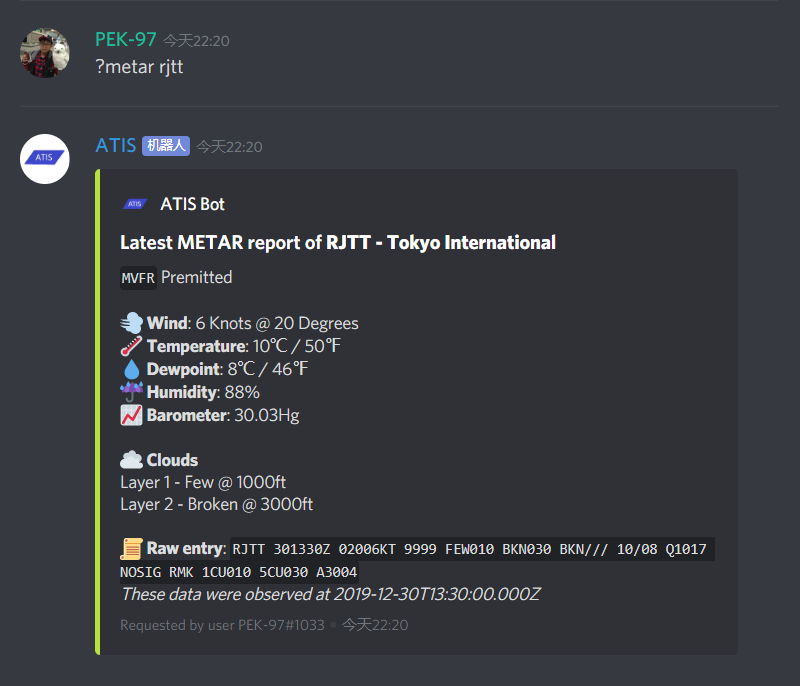 PEK-97 今天22:20
?metar rjtt
ATIS
ATIS 机器人 今天22:20
ATIS ATIS Bot
Latest METAR report of RJTT - Tokyo International
MVFR Premitted
Wind: 6 Knots @ 20 Degrees
Temperature: 10℃ / 50℉
Dewpoint: 8℃ / 46℉
Humidity: 88%
Barometer: 30.03Hg
Clouds
Layer 1 - Few @ 1000ft
Layer 2 - Broken @ 3000ft
Raw entry: RJTT 301330Z 02006KT 9999 FEW010 BKN030 BKN/// 10/08 Q1017
NOSIG RMK 1CU010 5CU030 A3004
These data were observed at 2019-12-30T13:30:00.000Z
Requested by user PEK-97#1033 • 今天22:20